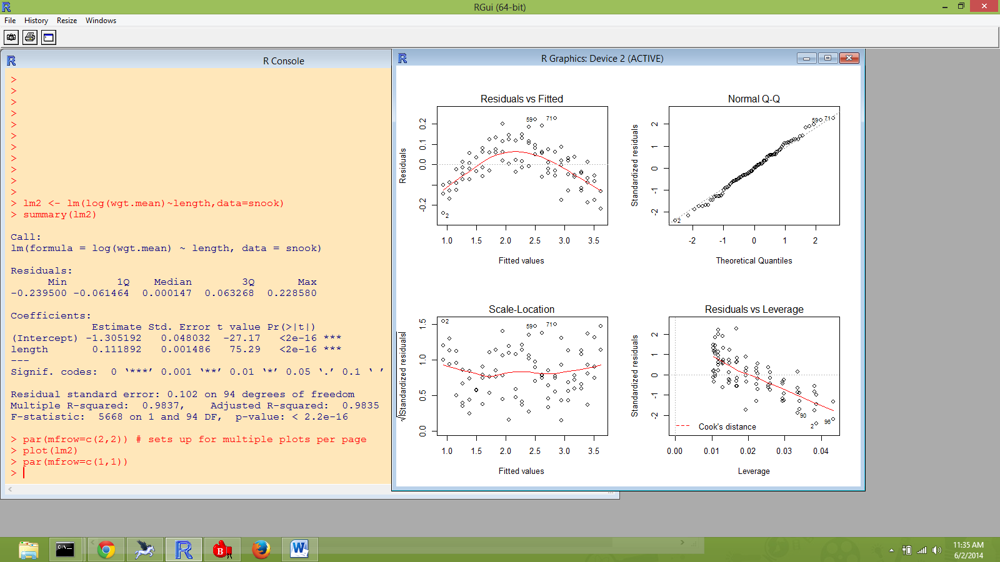 RGui (64-bit)
File History Resize Windows
R Console
>
>
>
>
>
>
>
>
>
>
>
> lm2 <- lm(log(wgt.mean)~length,data=snook)
> summary(lm2)
Call:
lm(formula = log(wgt.mean) ~ length, data = snook)
Residuals:
Min 1Q Median 3Q Max
-0.239500 -0.061464 0.000147 0.063268 0.228580
Coefficients:
Estimate Std. Error t value Pr(>|t|)
(Intercept) -1.305192 0.048032 -27.17 <2e-16 ***
length 0.111892 0.001486 75.29 <2e-16 ***
---
Signif. codes: 0 ‘***’ 0.001 ‘**’ 0.01 ‘*’ 0.05 ‘.’ 0.1 ‘ ’
Residual standard error: 0.102 on 94 degrees of freedom
Multiple R-squared: 0.9837, Adjusted R-squared: 0.9835
F-statistic: 5668 on 1 and 94 DF, p-value: < 2.2e-16
> par(mfrow=c(2,2)) # sets up for multiple plots per page
> plot(lm2)
> par(mfrow=c(1,1))
>
R Graphics: Device 2 (ACTIVE)
Residuals vs Fitted
Residuals
0.2
0.1
0.0
-0.2
59
71
2
1.0 1.5 2.0 2.5 3.0 3.5
Fitted values
Normal Q-Q
Standardized residuals
2
1
0
-1
-2
59
71
2
-2 -1 0 1 2
Theoretical Quantiles
Scale-Location
√|Standardized residuals|
1.5
1.0
0.5
0.0
2
59
71
1.0 1.5 2.0 2.5 3.0 3.5
Fitted values
Residuals vs Leverage
Standardized residuals
2
1
0
-1
-2
90
96
2
Cook's distance
0.00 0.01 0.02 0.03 0.04
Leverage
C:\
B
W
11:35 AM
6/2/2014